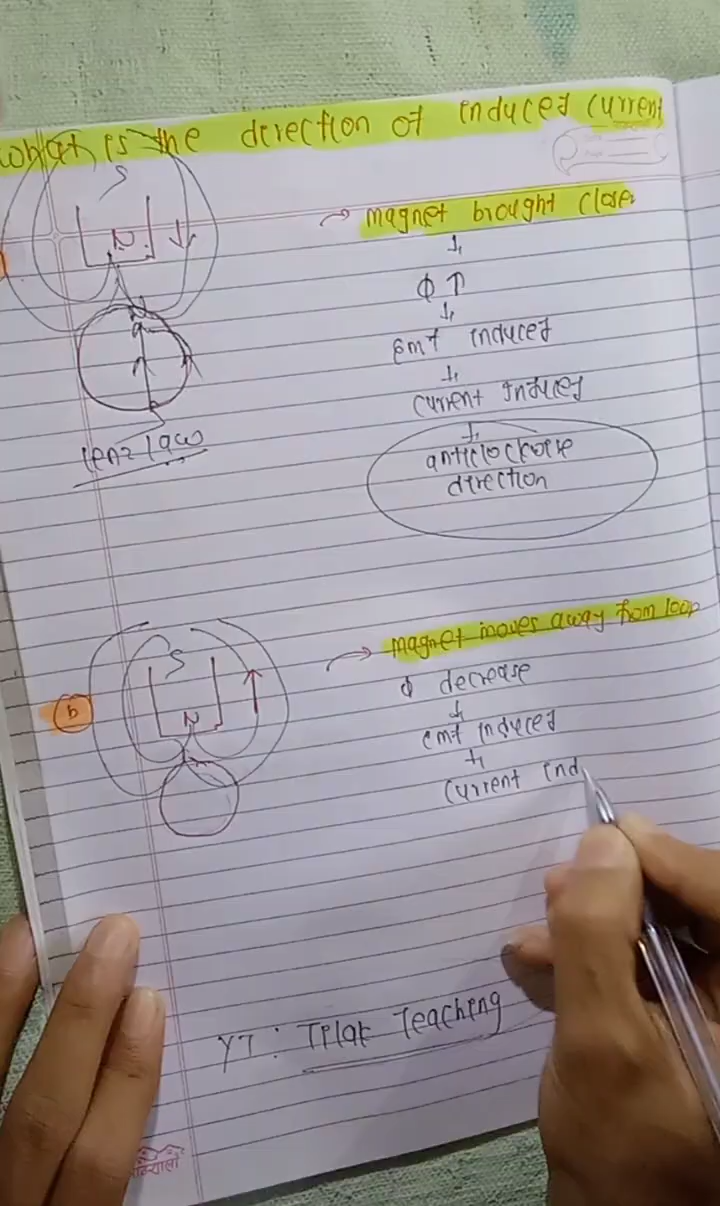 What is the direction of induced current
S
N
→ magnet brought close
↓
ϕ ↑
↓
emf induced
↓
current induced
↓
anticlockwise
direction
N
lenz law
→ magnet moves away from loop
b
S
N
ϕ decrease
↓
emf induced
↓
current ind
YT: Tilak Teaching